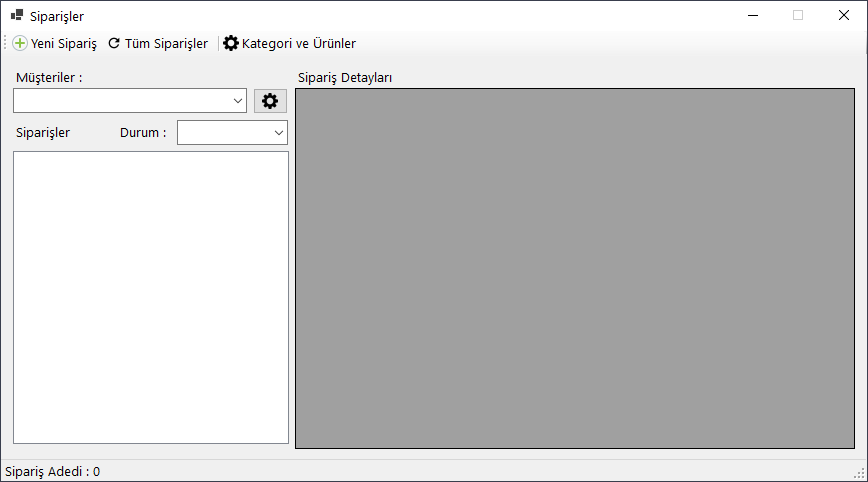 Siparişler
Yeni Sipariş Tüm Siparişler Kategori ve Ürünler
Müşteriler :
Sipariş Detayları
Siparişler Durum :
Sipariş Adedi : 0